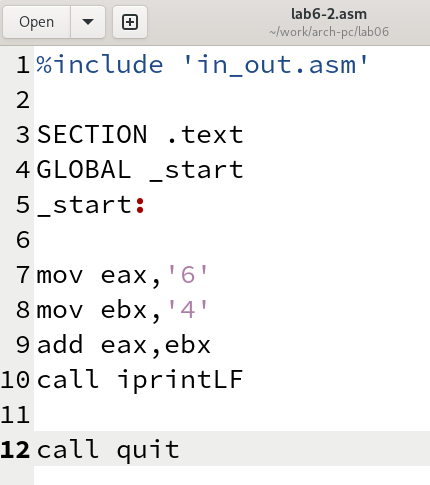 Open
lab6-2.asm
~/work/arch-pc/lab06
1 %include 'in_out.asm'
2
3 SECTION .text
4 GLOBAL _start
5 _start:
6
7 mov eax,'6'
8 mov ebx,'4'
9 add eax,ebx
10 call iprintLF
11
12 call quit